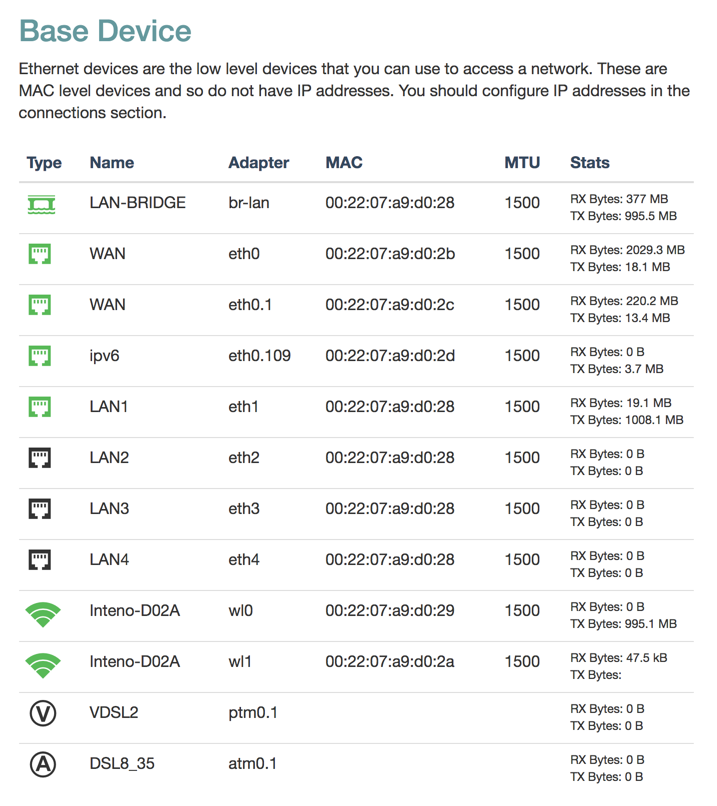 Base Device
Ethernet devices are the low level devices that you can use to access a network. These are
MAC level devices and so do not have IP addresses. You should configure IP addresses in the
connections section.
Type Name Adapter MAC MTU Stats
LAN-BRIDGE br-lan 00:22:07:a9:d0:28 1500 RX Bytes: 377 MB
TX Bytes: 995.5 MB
WAN eth0 00:22:07:a9:d0:2b 1500 RX Bytes: 2029.3 MB
TX Bytes: 18.1 MB
WAN eth0.1 00:22:07:a9:d0:2c 1500 RX Bytes: 220.2 MB
TX Bytes: 13.4 MB
ipv6 eth0.109 00:22:07:a9:d0:2d 1500 RX Bytes: 0 B
TX Bytes: 3.7 MB
LAN1 eth1 00:22:07:a9:d0:28 1500 RX Bytes: 19.1 MB
TX Bytes: 1008.1 MB
LAN2 eth2 00:22:07:a9:d0:28 1500 RX Bytes: 0 B
TX Bytes: 0 B
LAN3 eth3 00:22:07:a9:d0:28 1500 RX Bytes: 0 B
TX Bytes: 0 B
LAN4 eth4 00:22:07:a9:d0:28 1500 RX Bytes: 0 B
TX Bytes: 0 B
Inteno-D02A wl0 00:22:07:a9:d0:29 1500 RX Bytes: 0 B
TX Bytes: 995.1 MB
Inteno-D02A wl1 00:22:07:a9:d0:2a 1500 RX Bytes: 47.5 kB
TX Bytes:
V VDSL2 ptm0.1 RX Bytes: 0 B
TX Bytes: 0 B
A DSL8_35 atm0.1 RX Bytes: 0 B
TX Bytes: 0 B